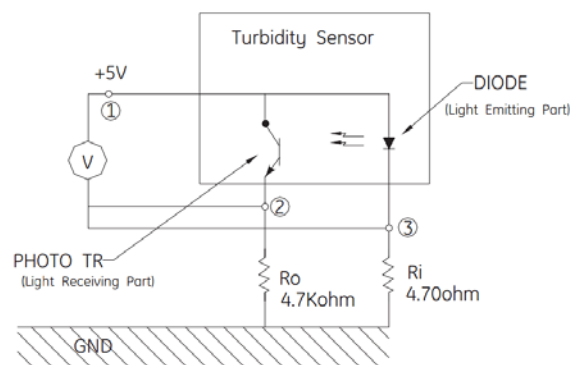 Turbidity Sensor
+5V
①
DIODE
(Light Emitting Part)
V
②
③
PHOTO TR
(Light Receiving Part)
Ro
4.7Kohm
Ri
4.70ohm
GND